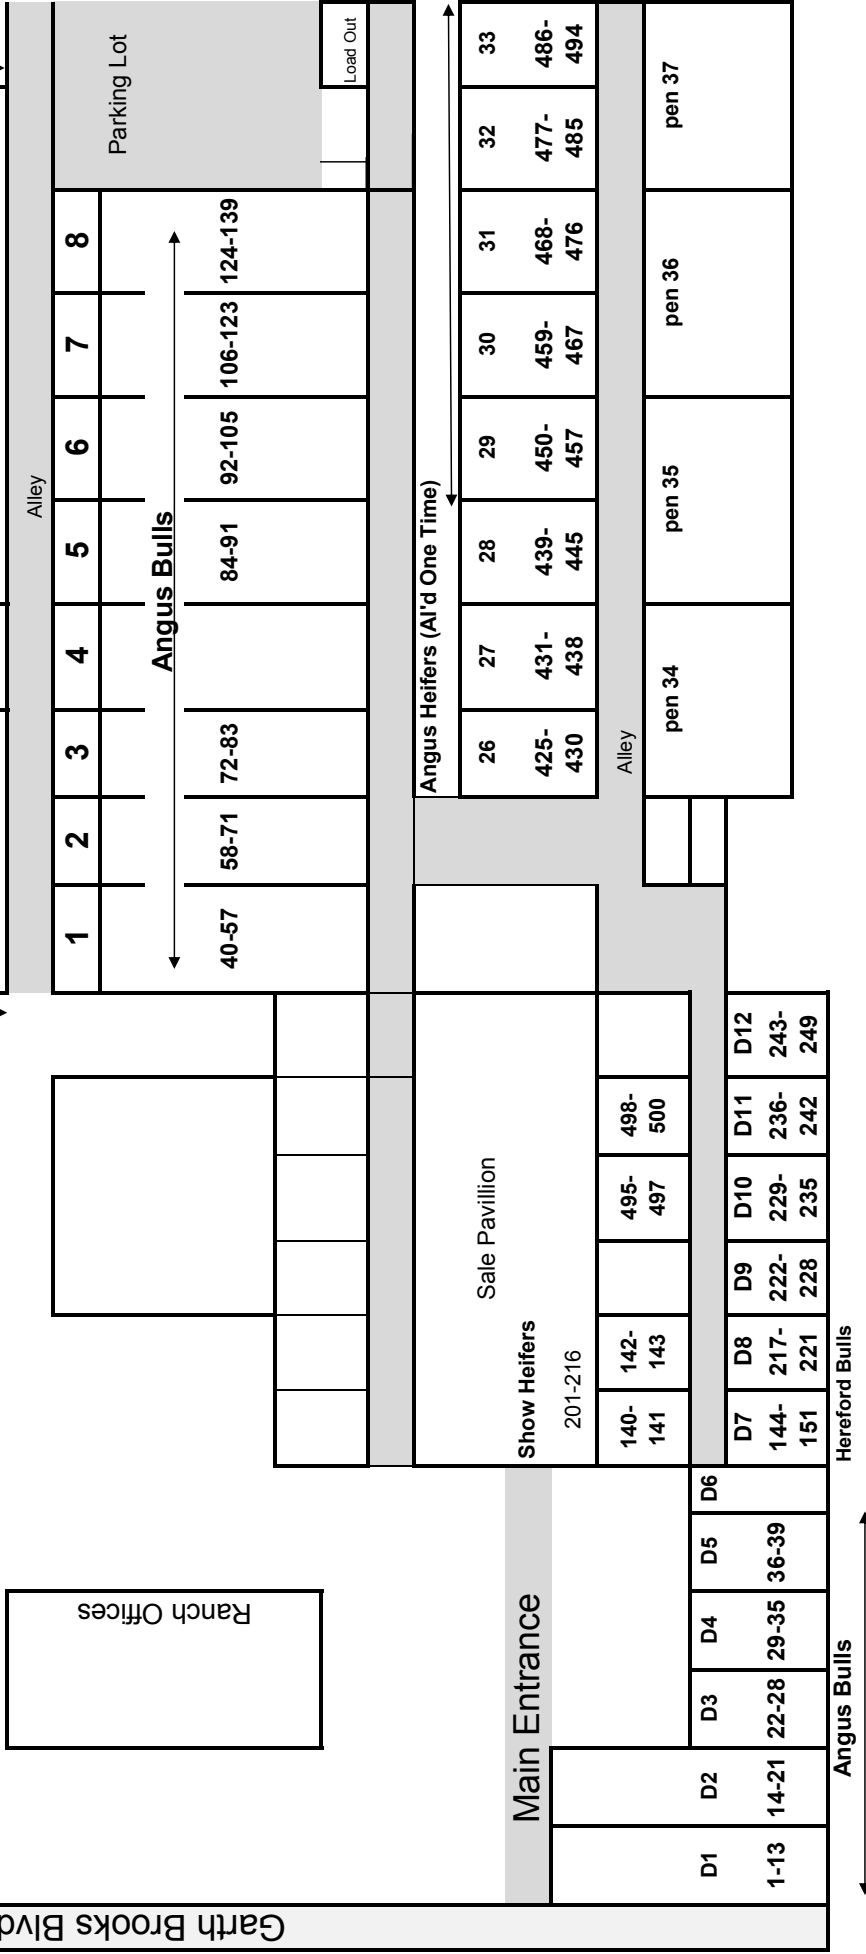 Garth Brooks Blvd
Alley
1 2 3 4 5 6 7 8
Parking Lot
Ranch Offices
Angus Bulls
40-57 58-71 72-83 84-91 92-105 106-123 124-139
Load Out
Angus Heifers (AI'd One Time)
Sale Pavillion
26 27 28 29 30 31 32 33
Main Entrance
Show Heifers
425- 431- 439- 450- 459- 468- 477- 486-
430 438 445 457 467 476 485 494
201-216
Alley
140- 142- 495- 498-
141 143 497 500
pen 34 pen 35 pen 36 pen 37
D1 D2 D3 D4 D5 D6
D7 D8 D9 D10 D11 D12
1-13 14-21 22-28 29-35 36-39
144- 217- 222- 229- 236- 243-
151 221 228 235 242 249
Angus Bulls
Hereford Bulls